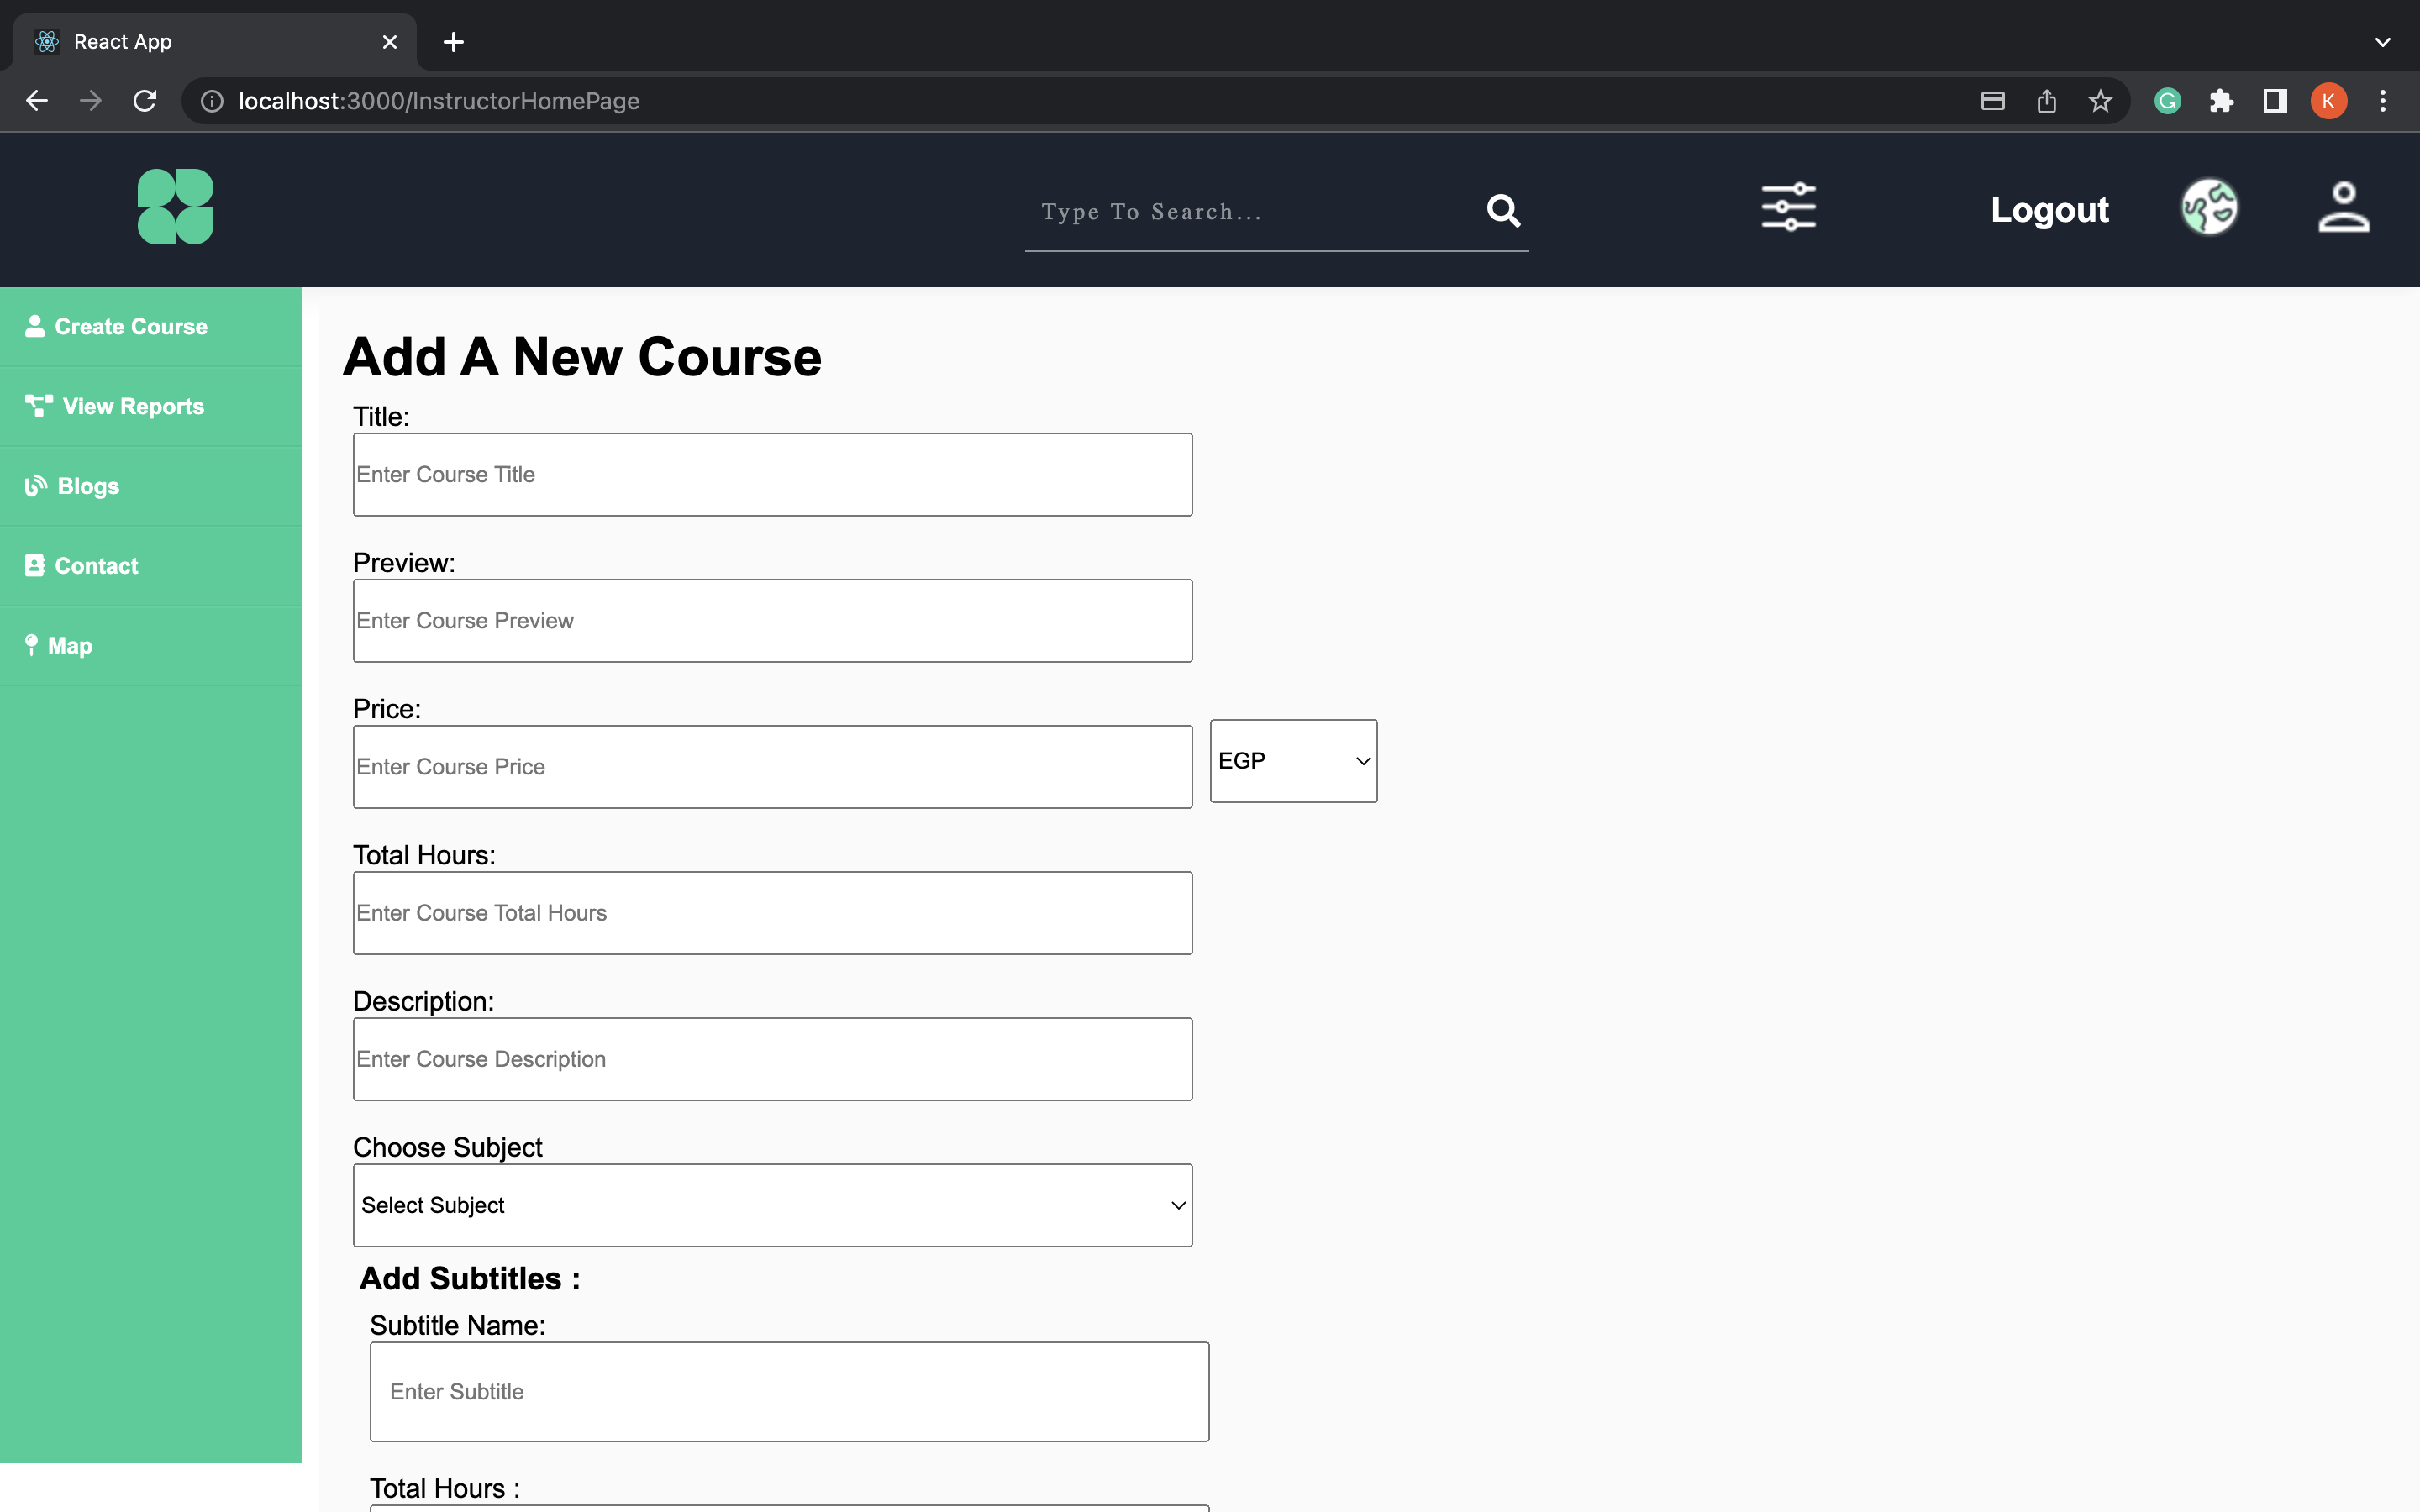 React App
localhost:3000/InstructorHomePage
K
Type To Search...
Logout
Create Course
View Reports
Blogs
Contact
Map
Add A New Course
Title:
Enter Course Title
Preview:
Enter Course Preview
Price:
Enter Course Price
EGP
Total Hours:
Enter Course Total Hours
Description:
Enter Course Description
Choose Subject
Select Subject
Add Subtitles :
Subtitle Name:
Enter Subtitle
Total Hours :